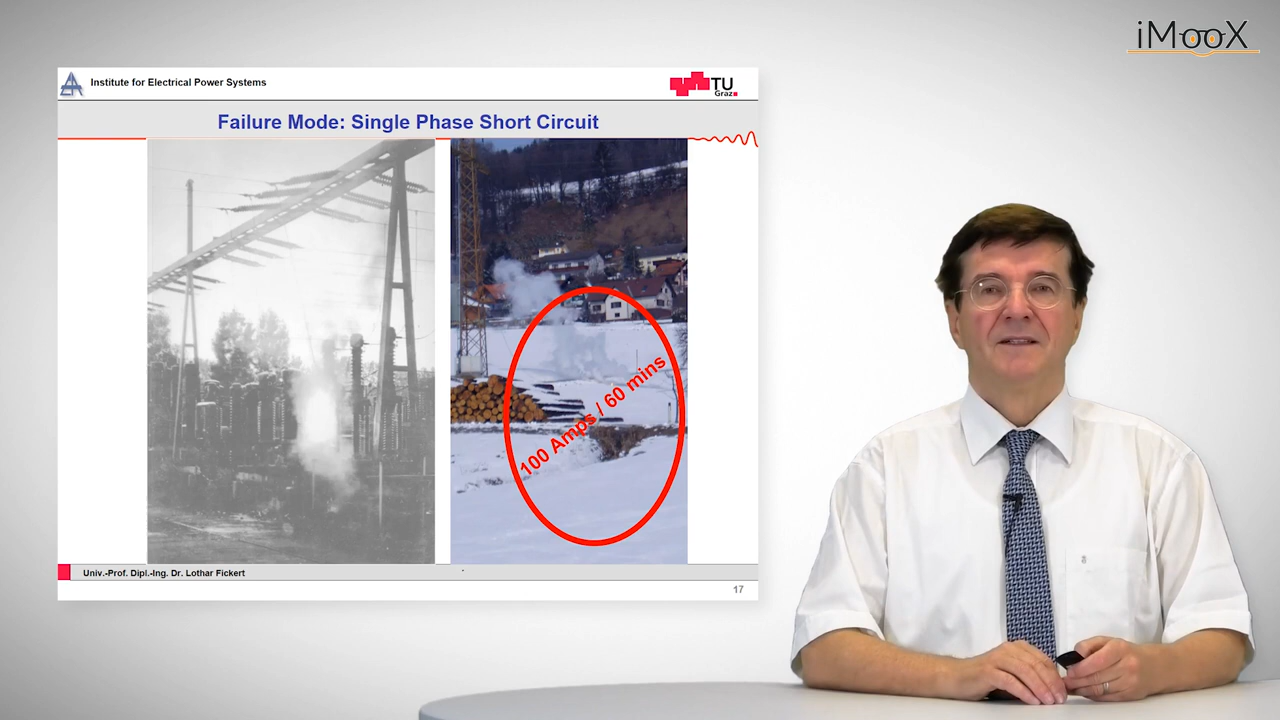 iMooX
Institute for Electrical Power Systems
TU
Graz
Failure Mode: Single Phase Short Circuit
100 Amps / 60 mins
Univ.-Prof. Dipl.-Ing. Dr. Lothar Fickert
17